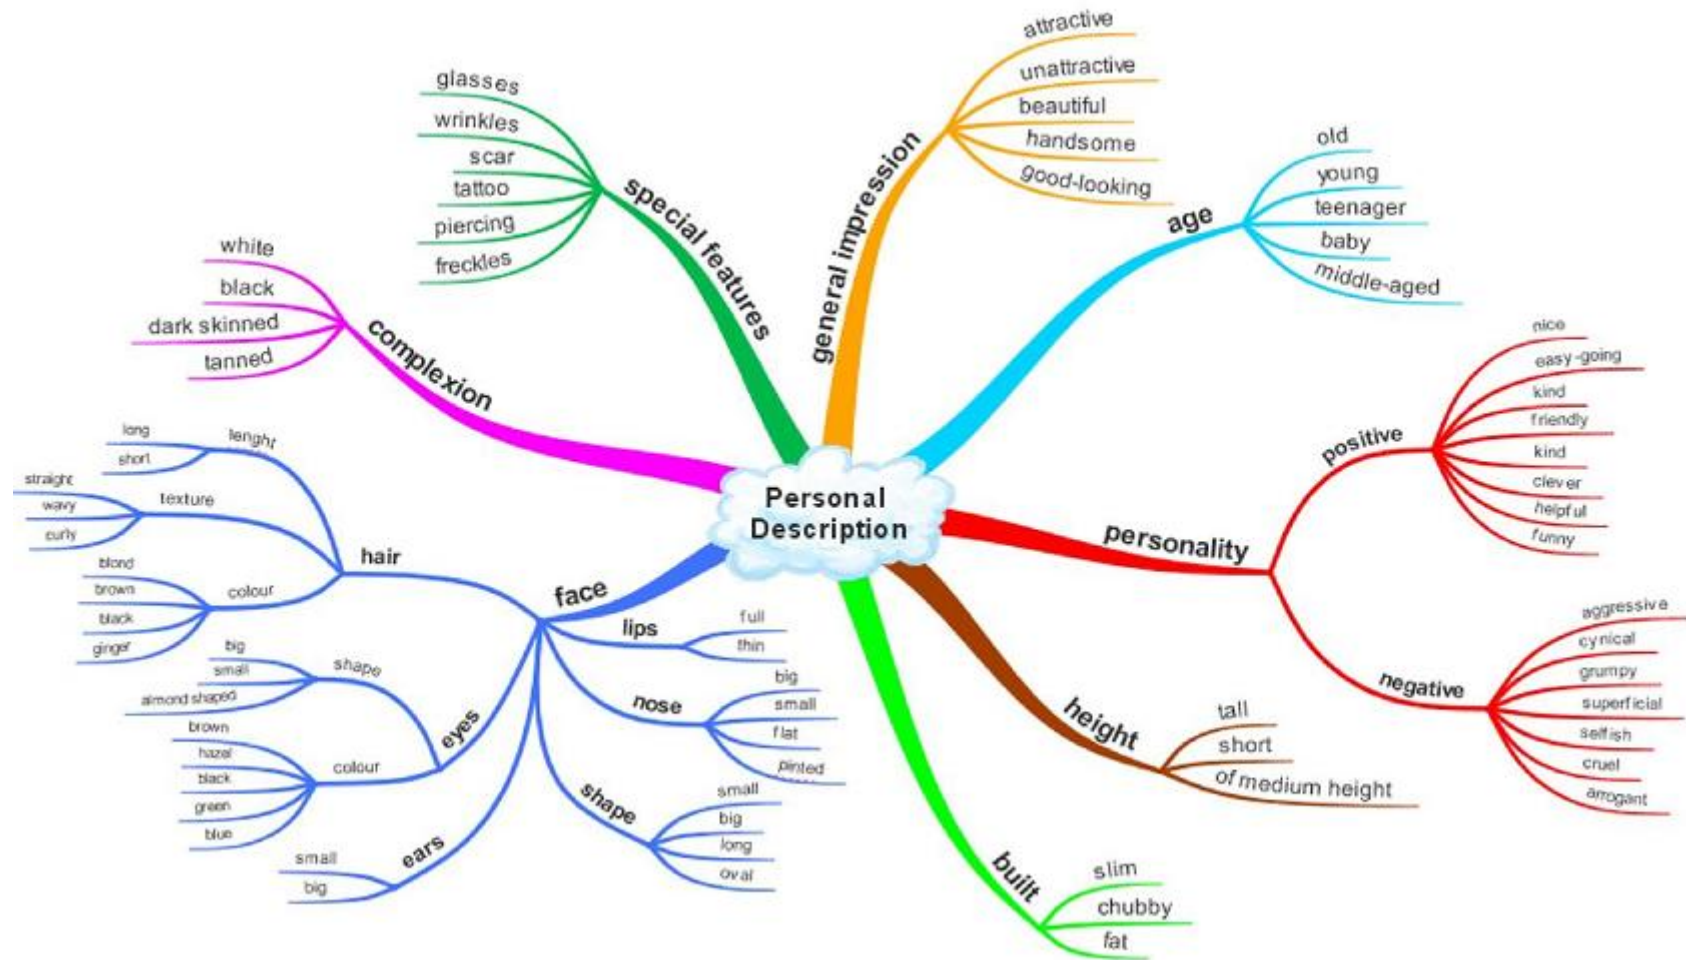 Personal
Description
general impression
attractive
unattractive
beautiful
handsome
good-looking
age
old
young
teenager
baby
middle-aged
personality
positive
nice
easy-going
kind
friendly
kind
clever
helpful
funny
negative
aggressive
cynical
grumpy
superficial
selfish
cruel
arrogant
height
tall
short
of medium height
built
slim
chubby
fat
face
lips
full
thin
nose
big
small
flat
pinted
shape
small
big
long
oval
ears
small
big
eyes
shape
big
small
almond shaped
colour
brown
hazel
black
green
blue
hair
lenght
long
short
texture
straight
wavy
curly
colour
blond
brown
black
ginger
complexion
white
black
dark skinned
tanned
special features
glasses
wrinkles
scar
tattoo
piercing
freckles